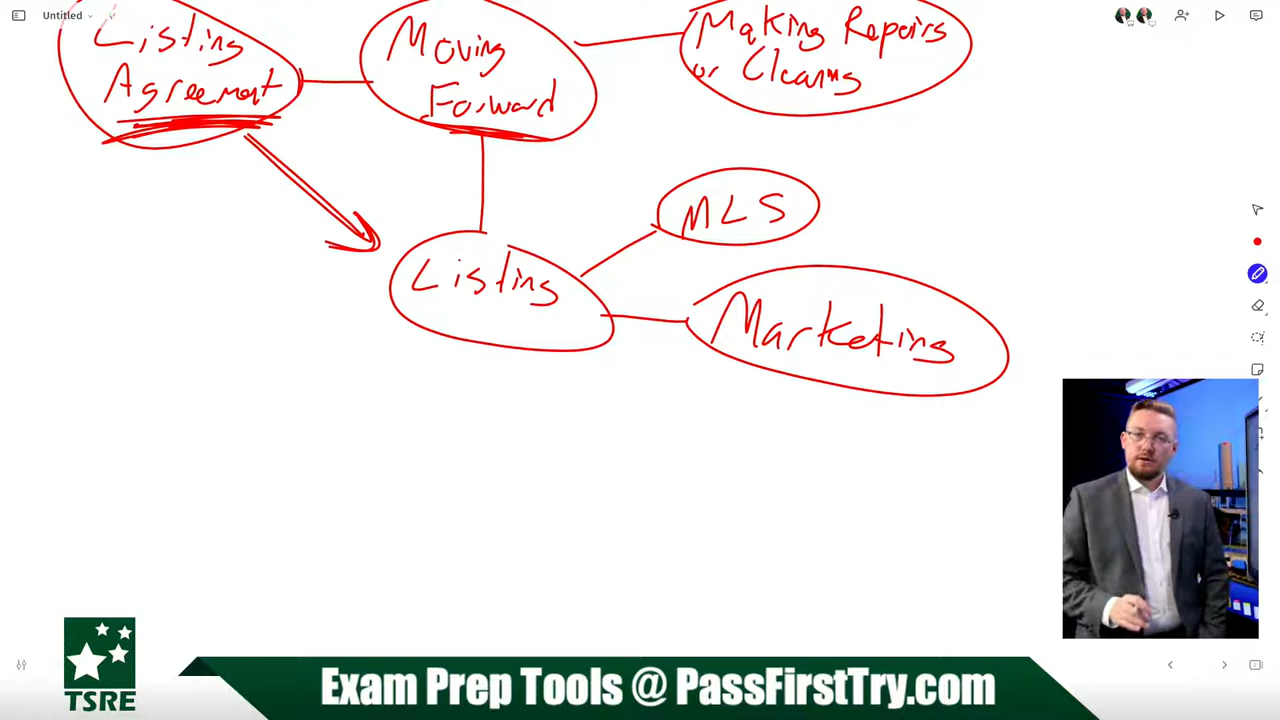 Untitled
Listing
Agreement
Moving
Forward
Making Repairs
or Cleaning
MLS
Listing
Marketing
TSRE
Exam Prep Tools @ PassFirstTry.com